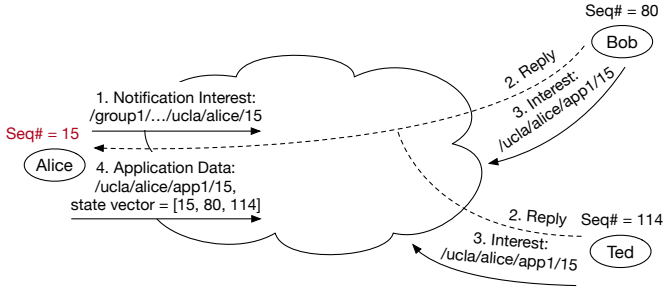 Seq# = 80
Bob
2. Reply
3. Interest:
/ucla/alice/app1/15
1. Notification Interest:
/group1/…/ucla/alice/15
Seq# = 15
Alice
4. Application Data:
/ucla/alice/app1/15,
state vector = [15, 80, 114]
2. Reply
Seq# = 114
3. Interest:
/ucla/alice/app1/15
Ted